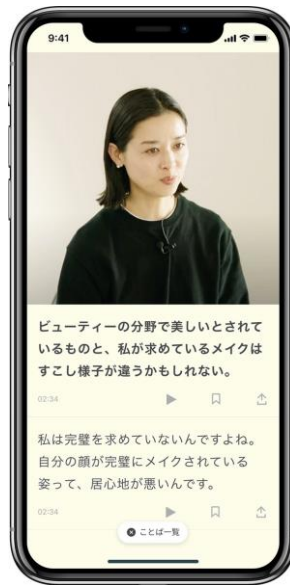 9:41
ビューティーの分野で美しいとされて
いるものと、私が求めているメイクは
すこし様子が違うかもしれない。
02:34
私は完璧を求めていないんですよね。
自分の顔が完璧にメイクされている
姿って、居心地が悪いんです。
02:34
ことば一覧